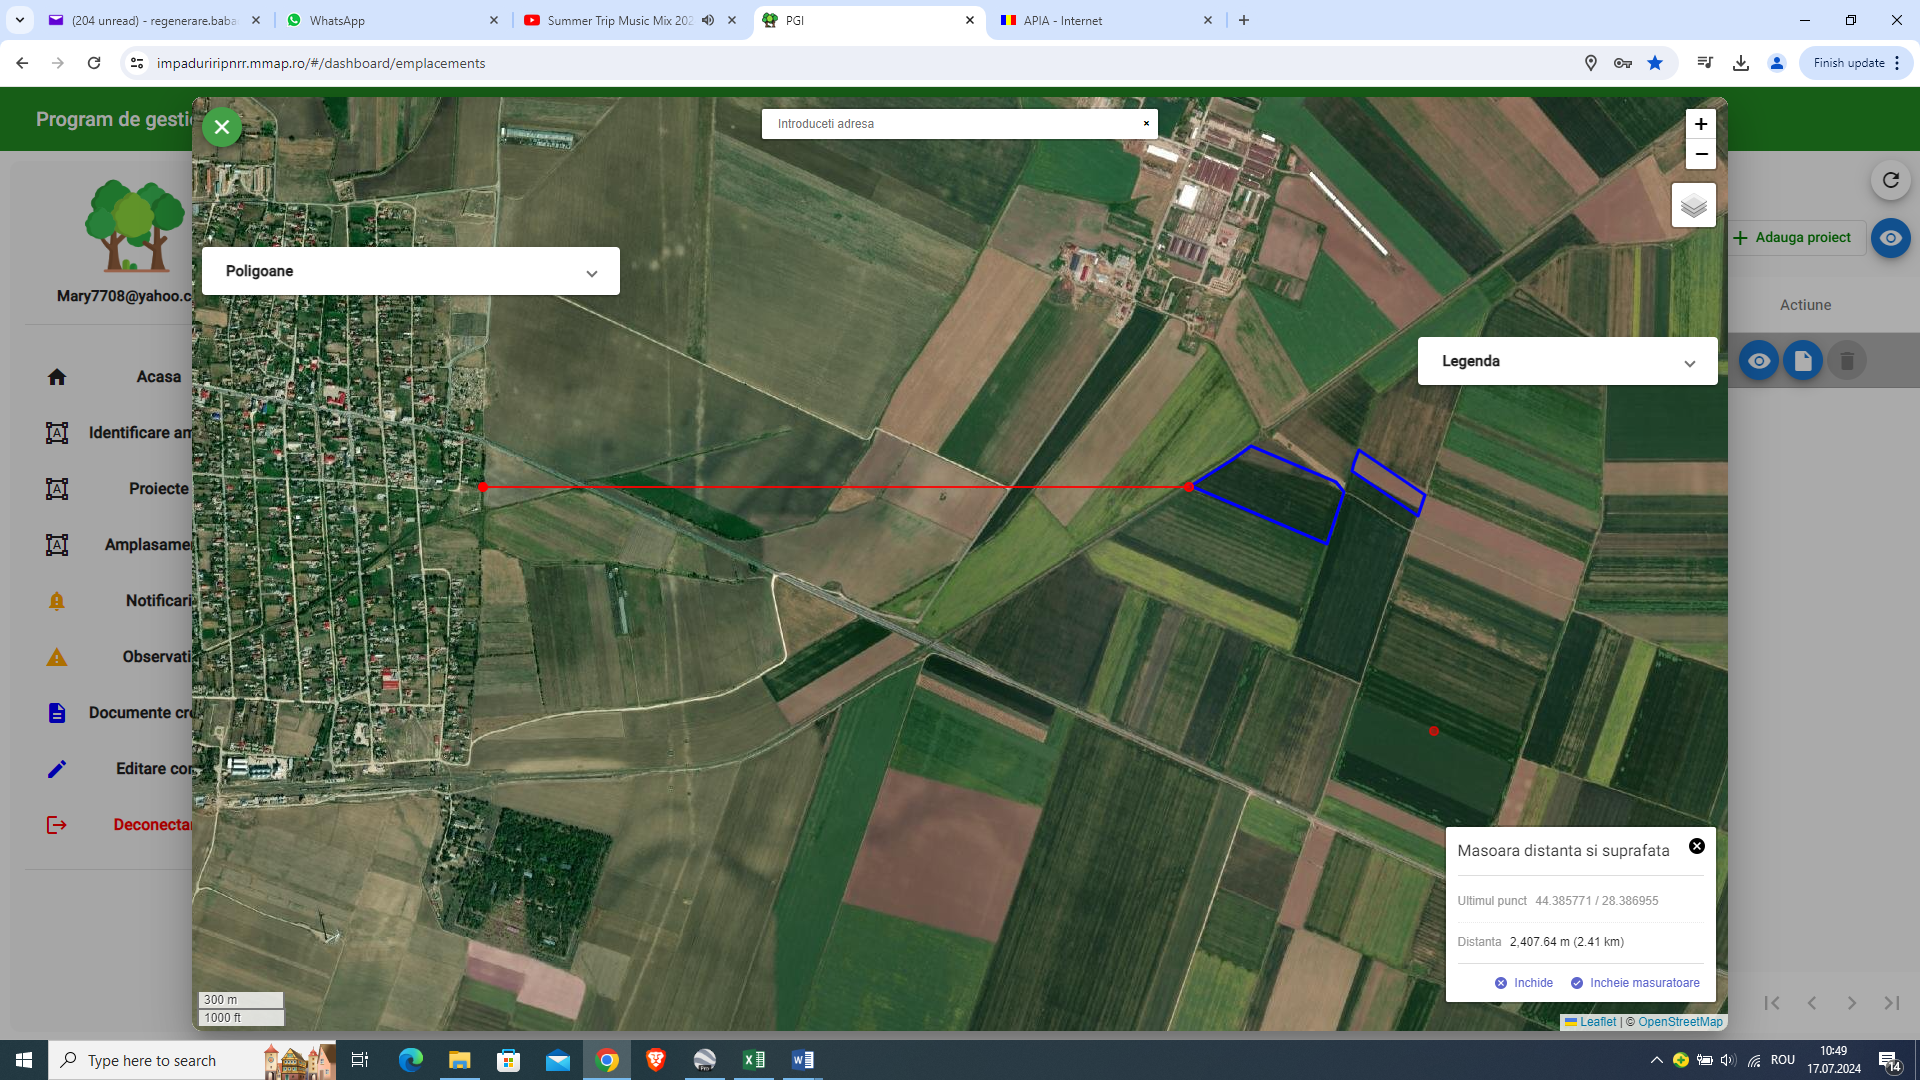 (204 unread) - regenerare.baba
WhatsApp
Summer Trip Music Mix 202
PGI
APIA - Internet
impaduriripnrr.mmap.ro/#/dashboard/emplacements
Finish update
Program de gesti
Introduceti adresa
Poligoane
Mary7708@yahoo.c
Adauga proiect
Actiune
Legenda
Acasa
Identificare am
Proiecte
Amplasame
Notificari
Observati
Documente cre
Editare con
Deconectar
Masoara distanta si suprafata
Ultimul punct 44.385771 / 28.386955
Distanta 2,407.64 m (2.41 km)
Inchide
Incheie masuratoare
300 m
1000 ft
Leaflet | © OpenStreetMap
Type here to search
ROU
10:49
17.07.2024
14